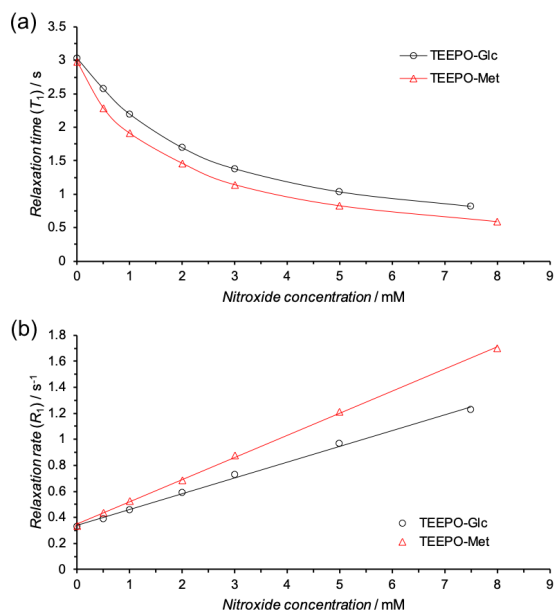 (a)
3.5
3
2.5
2
1.5
1
0.5
0
Relaxation time (T₁) / s
TEEPO-Glc
TEEPO-Met
0 1 2 3 4 5 6 7 8 9
Nitroxide concentration / mM
(b)
1.8
1.6
1.4
1.2
1
0.8
0.6
0.4
0.2
0
Relaxation rate (R₁) / s⁻¹
TEEPO-Glc
TEEPO-Met
0 1 2 3 4 5 6 7 8 9
Nitroxide concentration / mM